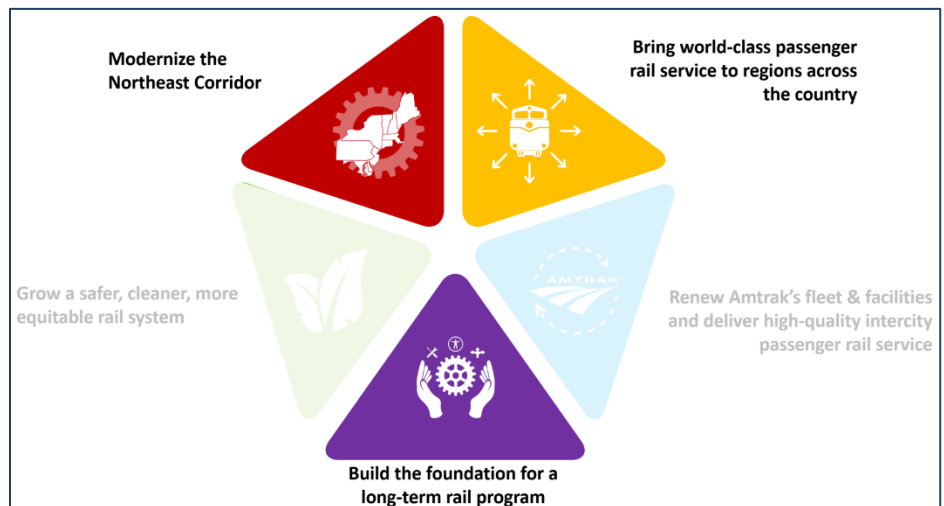 Modernize the
Northeast Corridor
Bring world-class passenger
rail service to regions across
the country
Grow a safer, cleaner, more
equitable rail system
AMTRAK
Renew Amtrak's fleet & facilities
and deliver high-quality intercity
passenger rail service
Build the foundation for a
long-term rail program